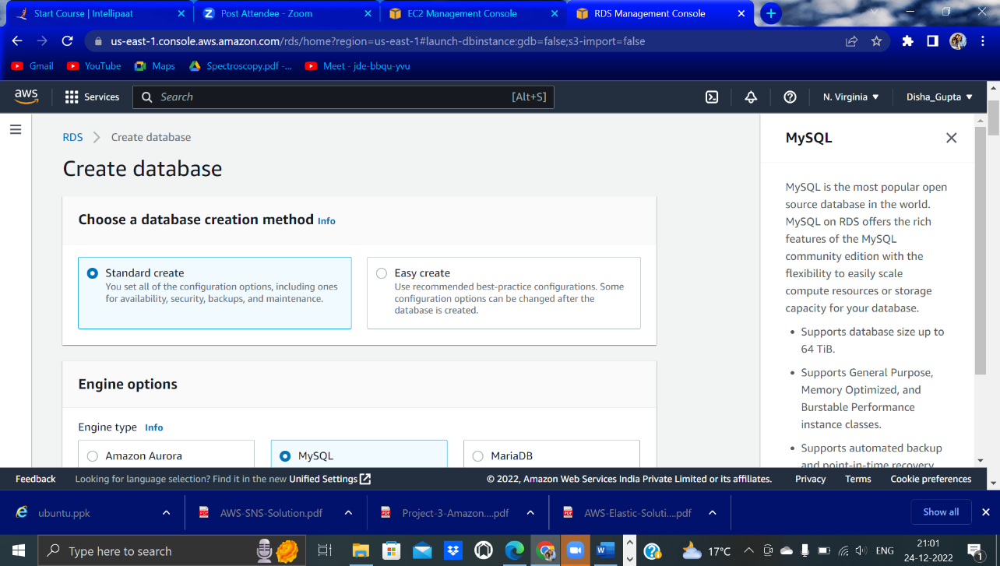 Start Course | Intellipaat
Post Attendee - Zoom
EC2 Management Console
RDS Management Console
us-east-1.console.aws.amazon.com/rds/home?region=us-east-1#launch-dbinstance:gdb=false;s3-import=false
Gmail
YouTube
Maps
Spectroscopy.pdf -...
Meet - jde-bbqu-yvu
aws
Services
Search
[Alt+S]
N. Virginia
Disha_Gupta
RDS
Create database
Create database
Choose a database creation method Info
Standard create
You set all of the configuration options, including ones
for availability, security, backups, and maintenance.
Easy create
Use recommended best-practice configurations. Some
configuration options can be changed after the
database is created.
Engine options
Engine type Info
Amazon Aurora
MySQL
MariaDB
MySQL
MySQL is the most popular open
source database in the world.
MySQL on RDS offers the rich
features of the MySQL
community edition with the
flexibility to easily scale
compute resources or storage
capacity for your database.
• Supports database size up to
64 TiB.
• Supports General Purpose,
Memory Optimized, and
Burstable Performance
instance classes.
• Supports automated backup
and point-in-time recovery
Feedback
Looking for language selection? Find it in the new Unified Settings
© 2022, Amazon Web Services India Private Limited or its affiliates.
Privacy
Terms
Cookie preferences
ubuntu.ppk
AWS-SNS-Solution.pdf
Project-3-Amazon....pdf
AWS-Elastic-Soluti....pdf
Show all
Type here to search
17°C
ENG
21:01
24-12-2022
1